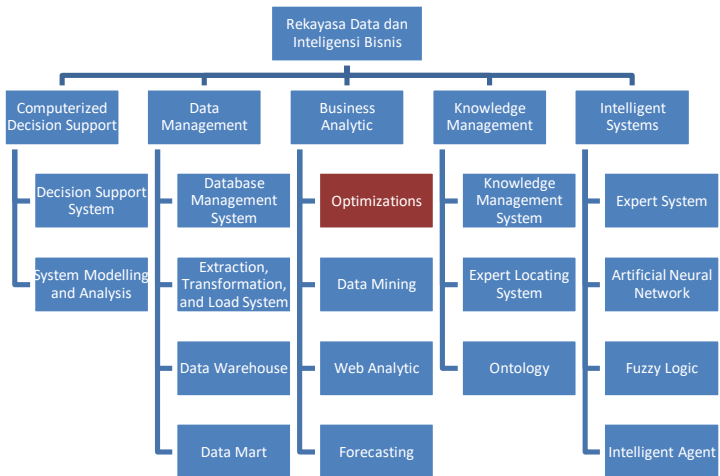 Rekayasa Data dan
Inteligensi Bisnis
Computerized
Decision Support
Data
Management
Business
Analytic
Knowledge
Management
Intelligent
Systems
Decision Support
System
System Modelling
and Analysis
Database
Management
System
Extraction,
Transformation,
and Load System
Data Warehouse
Data Mart
Optimizations
Data Mining
Web Analytic
Forecasting
Knowledge
Management
System
Expert Locating
System
Ontology
Expert System
Artificial Neural
Network
Fuzzy Logic
Intelligent Agent